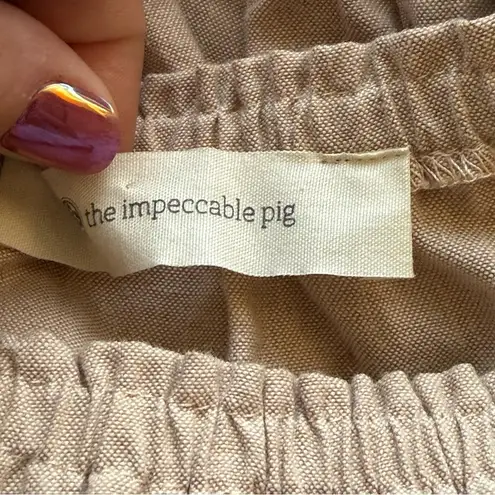 the impeccable pig